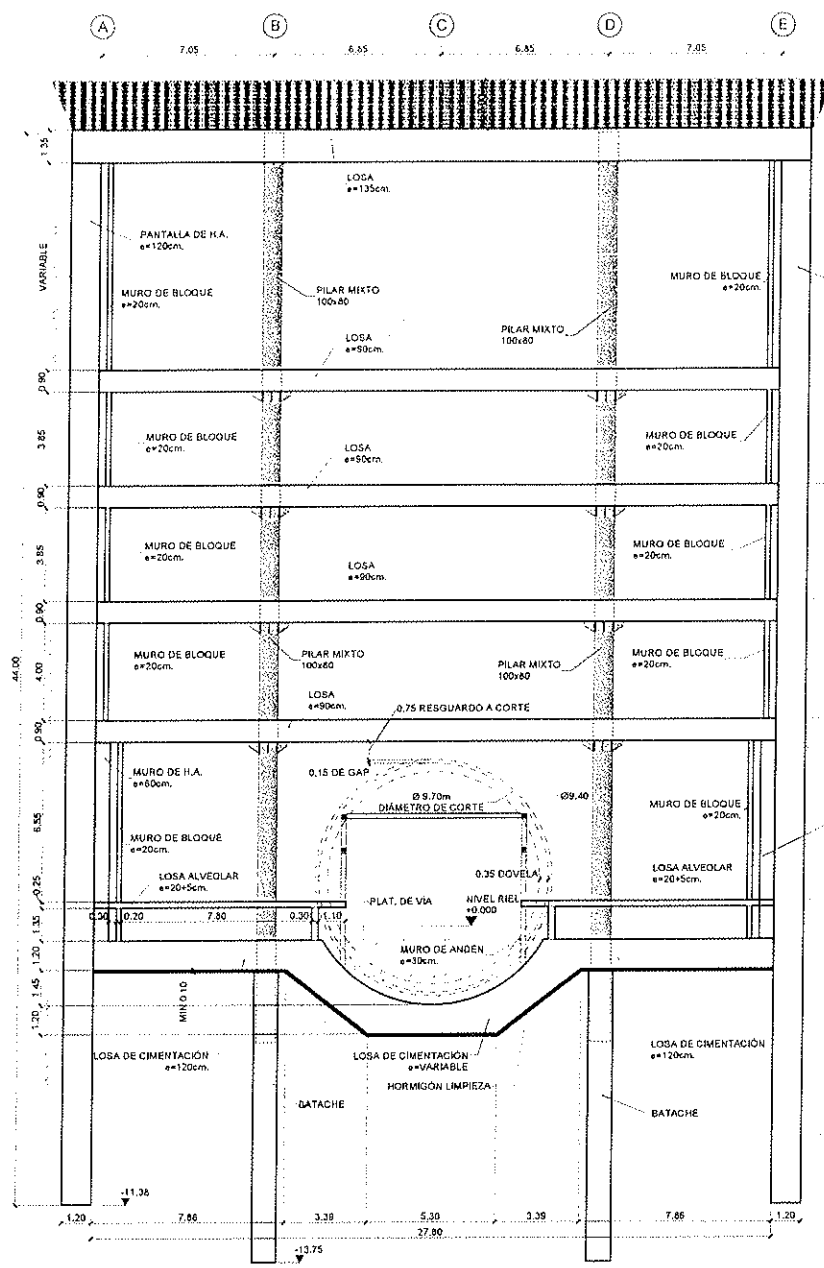 A B C D E
7.05 6.85 6.85 7.05
1.35
LOSA
e=135cm.
PANTALLA DE H.A.
e=120cm.
VARIABLE
MURO DE BLOQUE
e=20cm.
PILAR MIXTO
100x80
MURO DE BLOQUE
e=20cm.
PILAR MIXTO
100x80
LOSA
e=90cm.
0.90
3.85
MURO DE BLOQUE
e=20cm.
LOSA
e=90cm.
MURO DE BLOQUE
e=20cm.
0.90
3.85
MURO DE BLOQUE
e=20cm.
LOSA
e=90cm.
MURO DE BLOQUE
e=20cm.
0.90
44.00
4.00
MURO DE BLOQUE
e=20cm.
PILAR MIXTO
100x80
PILAR MIXTO
100x80
MURO DE BLOQUE
e=20cm.
LOSA
e=90cm.
0.75 RESGUARDO A CORTE
0.90
MURO DE H.A.
e=60cm.
0.15 DE GAP
Ø 9.70m
DIÁMETRO DE CORTE
Ø9.40
MURO DE BLOQUE
e=20cm.
6.55
MURO DE BLOQUE
e=20cm.
LOSA ALVEOLAR
e=20+5cm.
0.35 DOVELA
LOSA ALVEOLAR
e=20+5cm.
0.25
PLAT. DE VÍA
NIVEL RIEL
+0.000
0.30 0.20 7.80 0.30 1.10
1.35
MURO DE ANDÉN
e=30cm.
1.20
MIN 0.10
1.45
1.20
LOSA DE CIMENTACIÓN
e=120cm.
LOSA DE CIMENTACIÓN
e=VARIABLE
LOSA DE CIMENTACIÓN
e=120cm.
HORMIGÓN LIMPIEZA
BATACHE
BATACHE
-11.38
1.20 7.86 3.39 5.30 3.39 7.86 1.20
27.80
-13.75